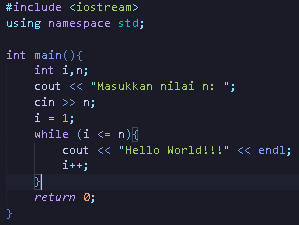 #include <iostream>
using namespace std;
int main(){
int i,n;
cout << "Masukkan nilai n: ";
cin >> n;
i = 1;
while (i <= n){
cout << "Hello World!!!" << endl;
i++;
}
return 0;
}